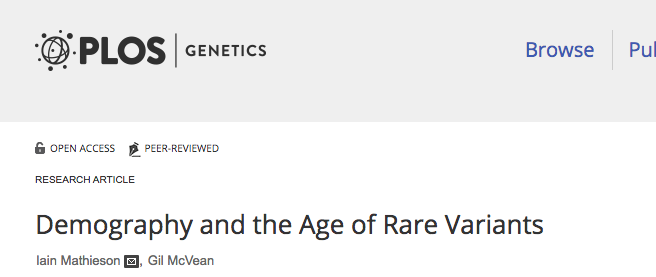 PLOS GENETICS
Browse
OPEN ACCESS PEER-REVIEWED
RESEARCH ARTICLE
Demography and the Age of Rare Variants
Iain Mathieson, Gil McVean